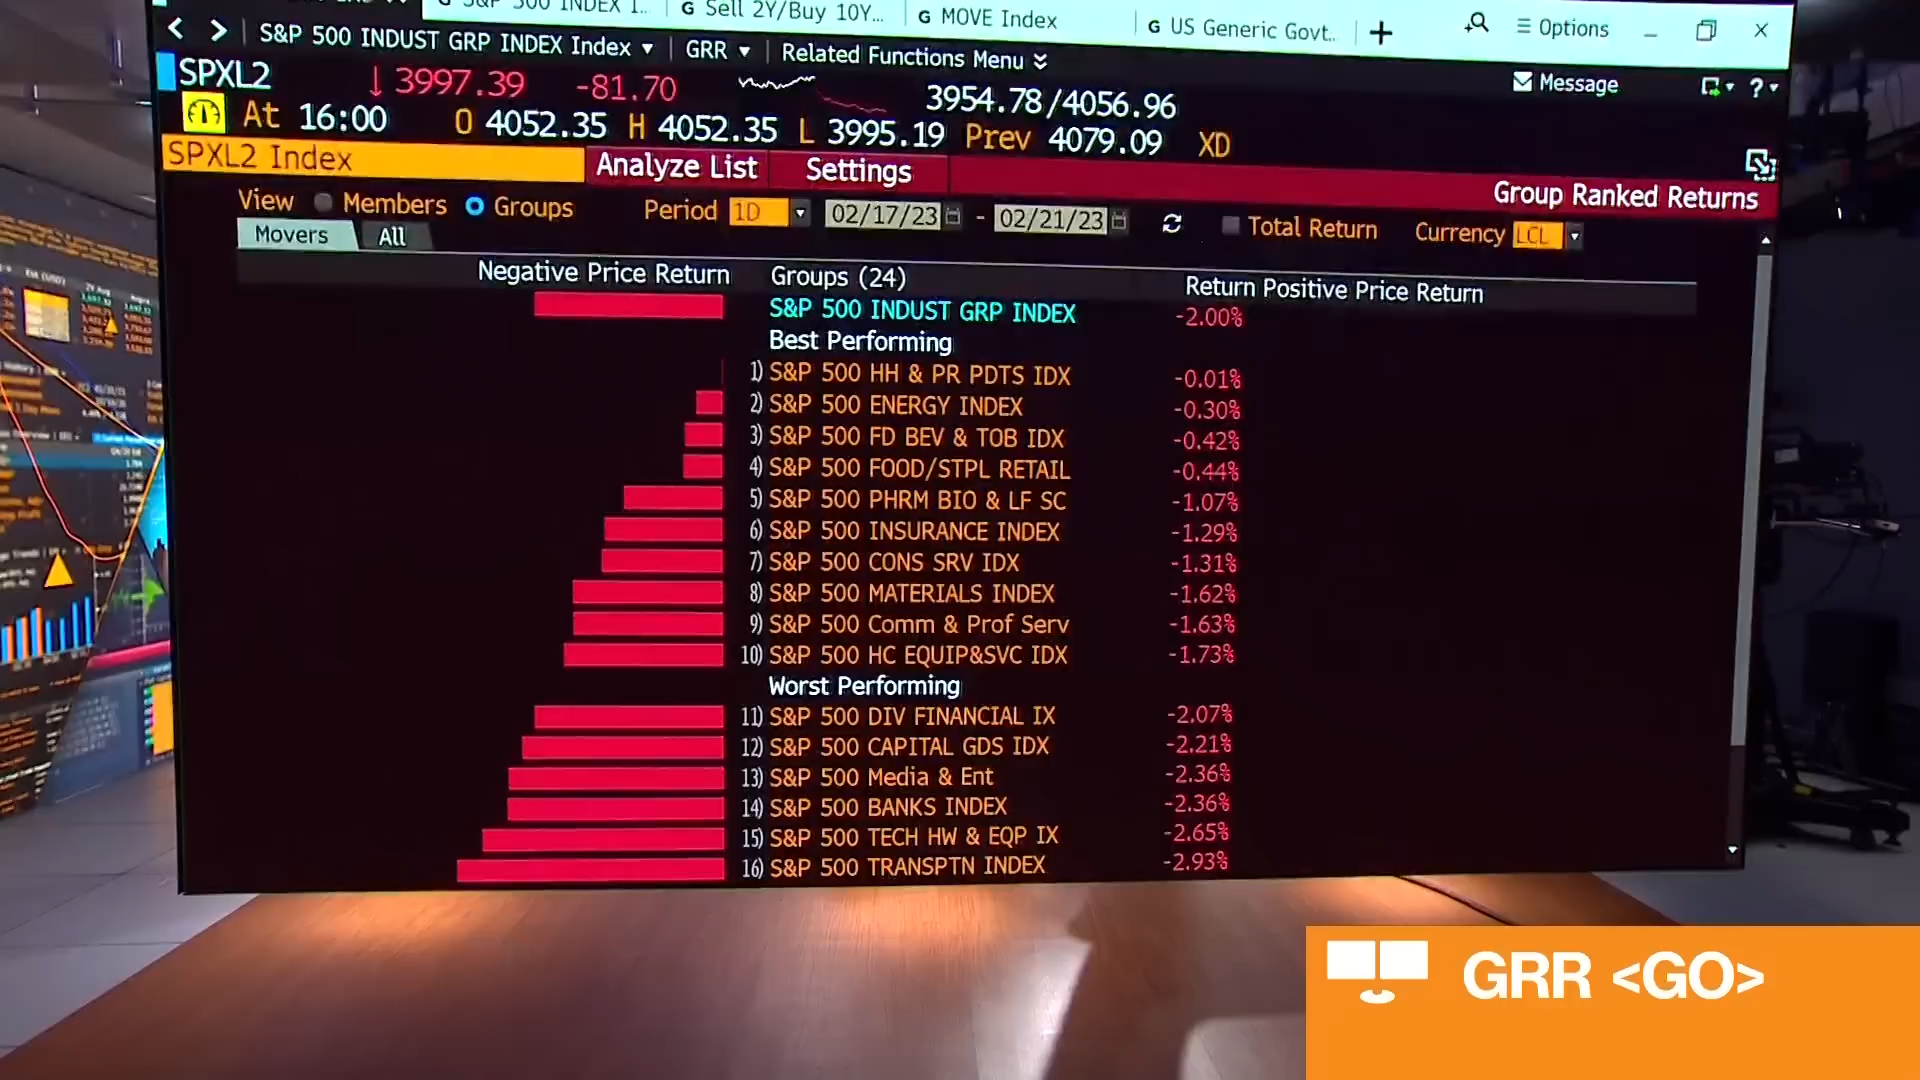 G S&P 500 INDEX I...
G Sell 2Y/Buy 10Y...
G MOVE Index
G US Generic Govt..
+
Options
< > S&P 500 INDUST GRP INDEX Index GRR Related Functions Menu
SPXL2 ↓ 3997.39 -81.70 3954.78/4056.96 Message ?
At 16:00 O 4052.35 H 4052.35 L 3995.19 Prev 4079.09 XD
SPXL2 Index Analyze List Settings Group Ranked Returns
View Members Groups Period 1D 02/17/23 - 02/21/23 Total Return Currency LCL
Movers All
Negative Price Return Groups (24) Return Positive Price Return
S&P 500 INDUST GRP INDEX -2.00%
Best Performing
1) S&P 500 HH & PR PDTS IDX -0.01%
2) S&P 500 ENERGY INDEX -0.30%
3) S&P 500 FD BEV & TOB IDX -0.42%
4) S&P 500 FOOD/STPL RETAIL -0.44%
5) S&P 500 PHRM BIO & LF SC -1.07%
6) S&P 500 INSURANCE INDEX -1.29%
7) S&P 500 CONS SRV IDX -1.31%
8) S&P 500 MATERIALS INDEX -1.62%
9) S&P 500 Comm & Prof Serv -1.63%
10) S&P 500 HC EQUIP&SVC IDX -1.73%
Worst Performing
11) S&P 500 DIV FINANCIAL IX -2.07%
12) S&P 500 CAPITAL GDS IDX -2.21%
13) S&P 500 Media & Ent -2.36%
14) S&P 500 BANKS INDEX -2.36%
15) S&P 500 TECH HW & EQP IX -2.65%
16) S&P 500 TRANSPTN INDEX -2.93%
GRR <GO>